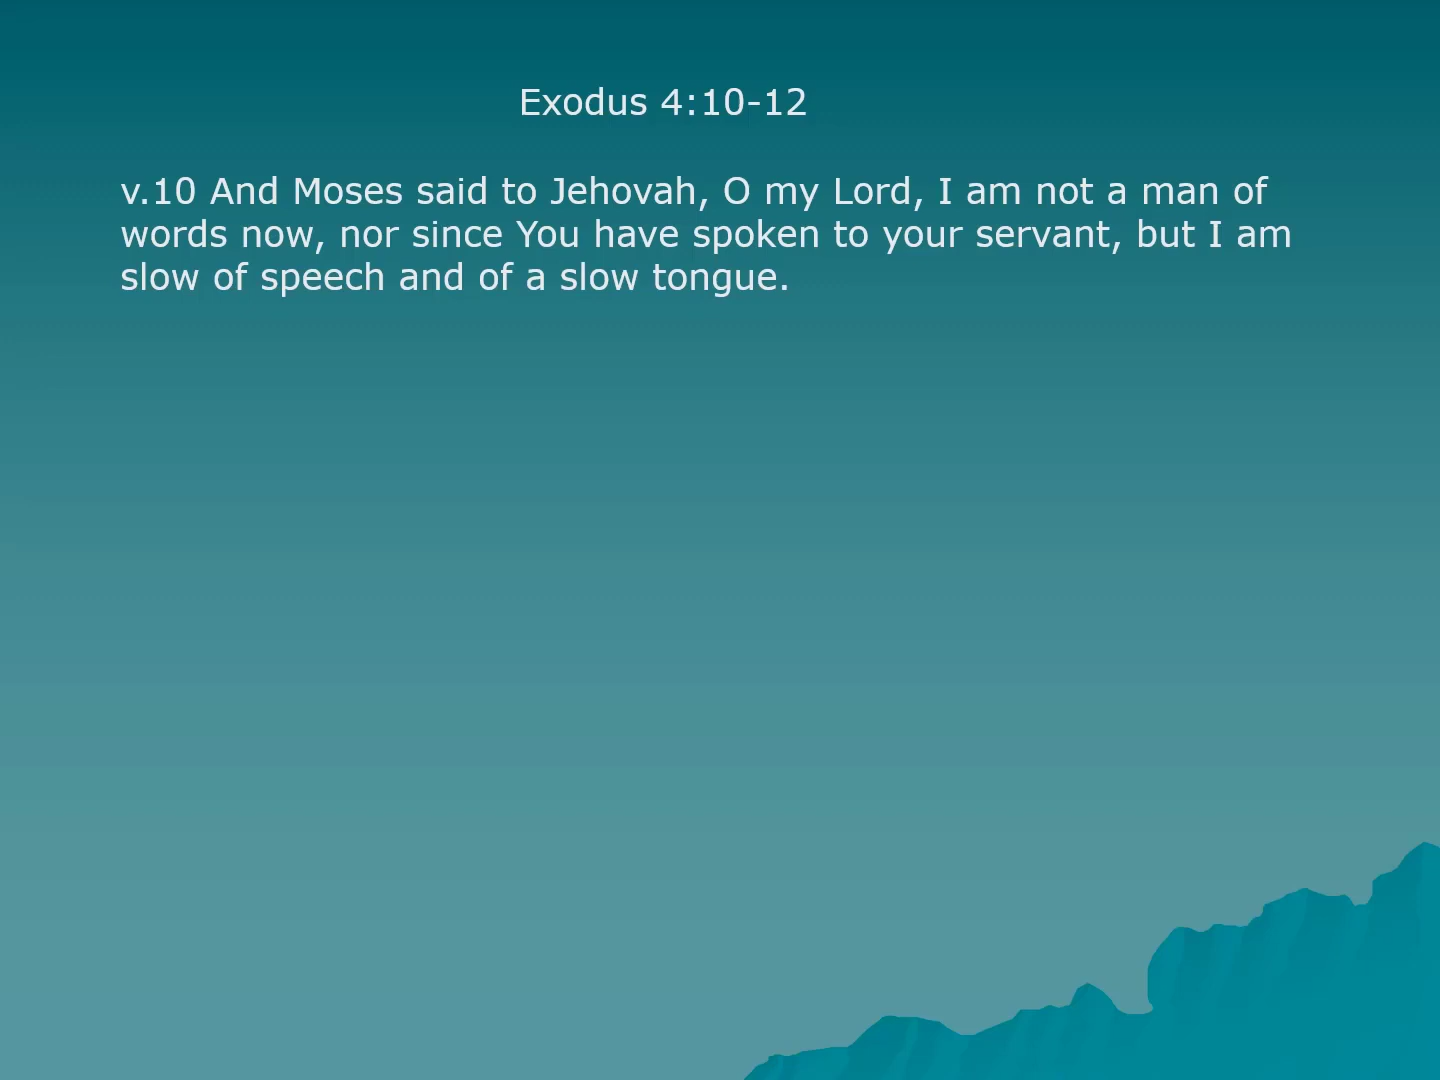 Exodus 4:10-12
v.10 And Moses said to Jehovah, O my Lord, I am not a man of
words now, nor since You have spoken to your servant, but I am
slow of speech and of a slow tongue.